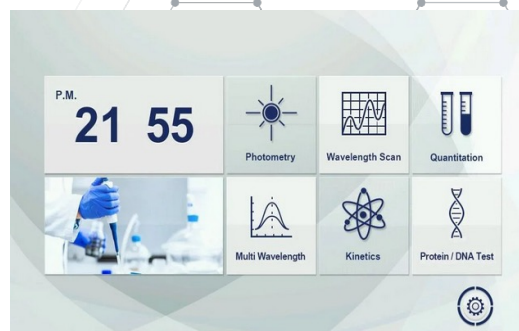 P.M.
21 55
Photometry
Wavelength Scan
Quantitation
Multi Wavelength
Kinetics
Protein / DNA Test